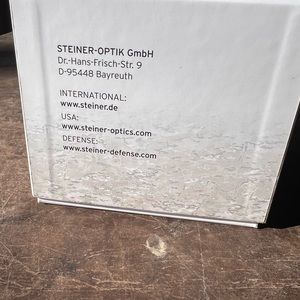 STEINER-OPTIK GmbH
Dr.-Hans-Frisch-Str. 9
D-95448 Bayreuth
INTERNATIONAL:
www.steiner.de
USA:
www.steiner-optics.com
DEFENSE:
www.steiner-defense.com